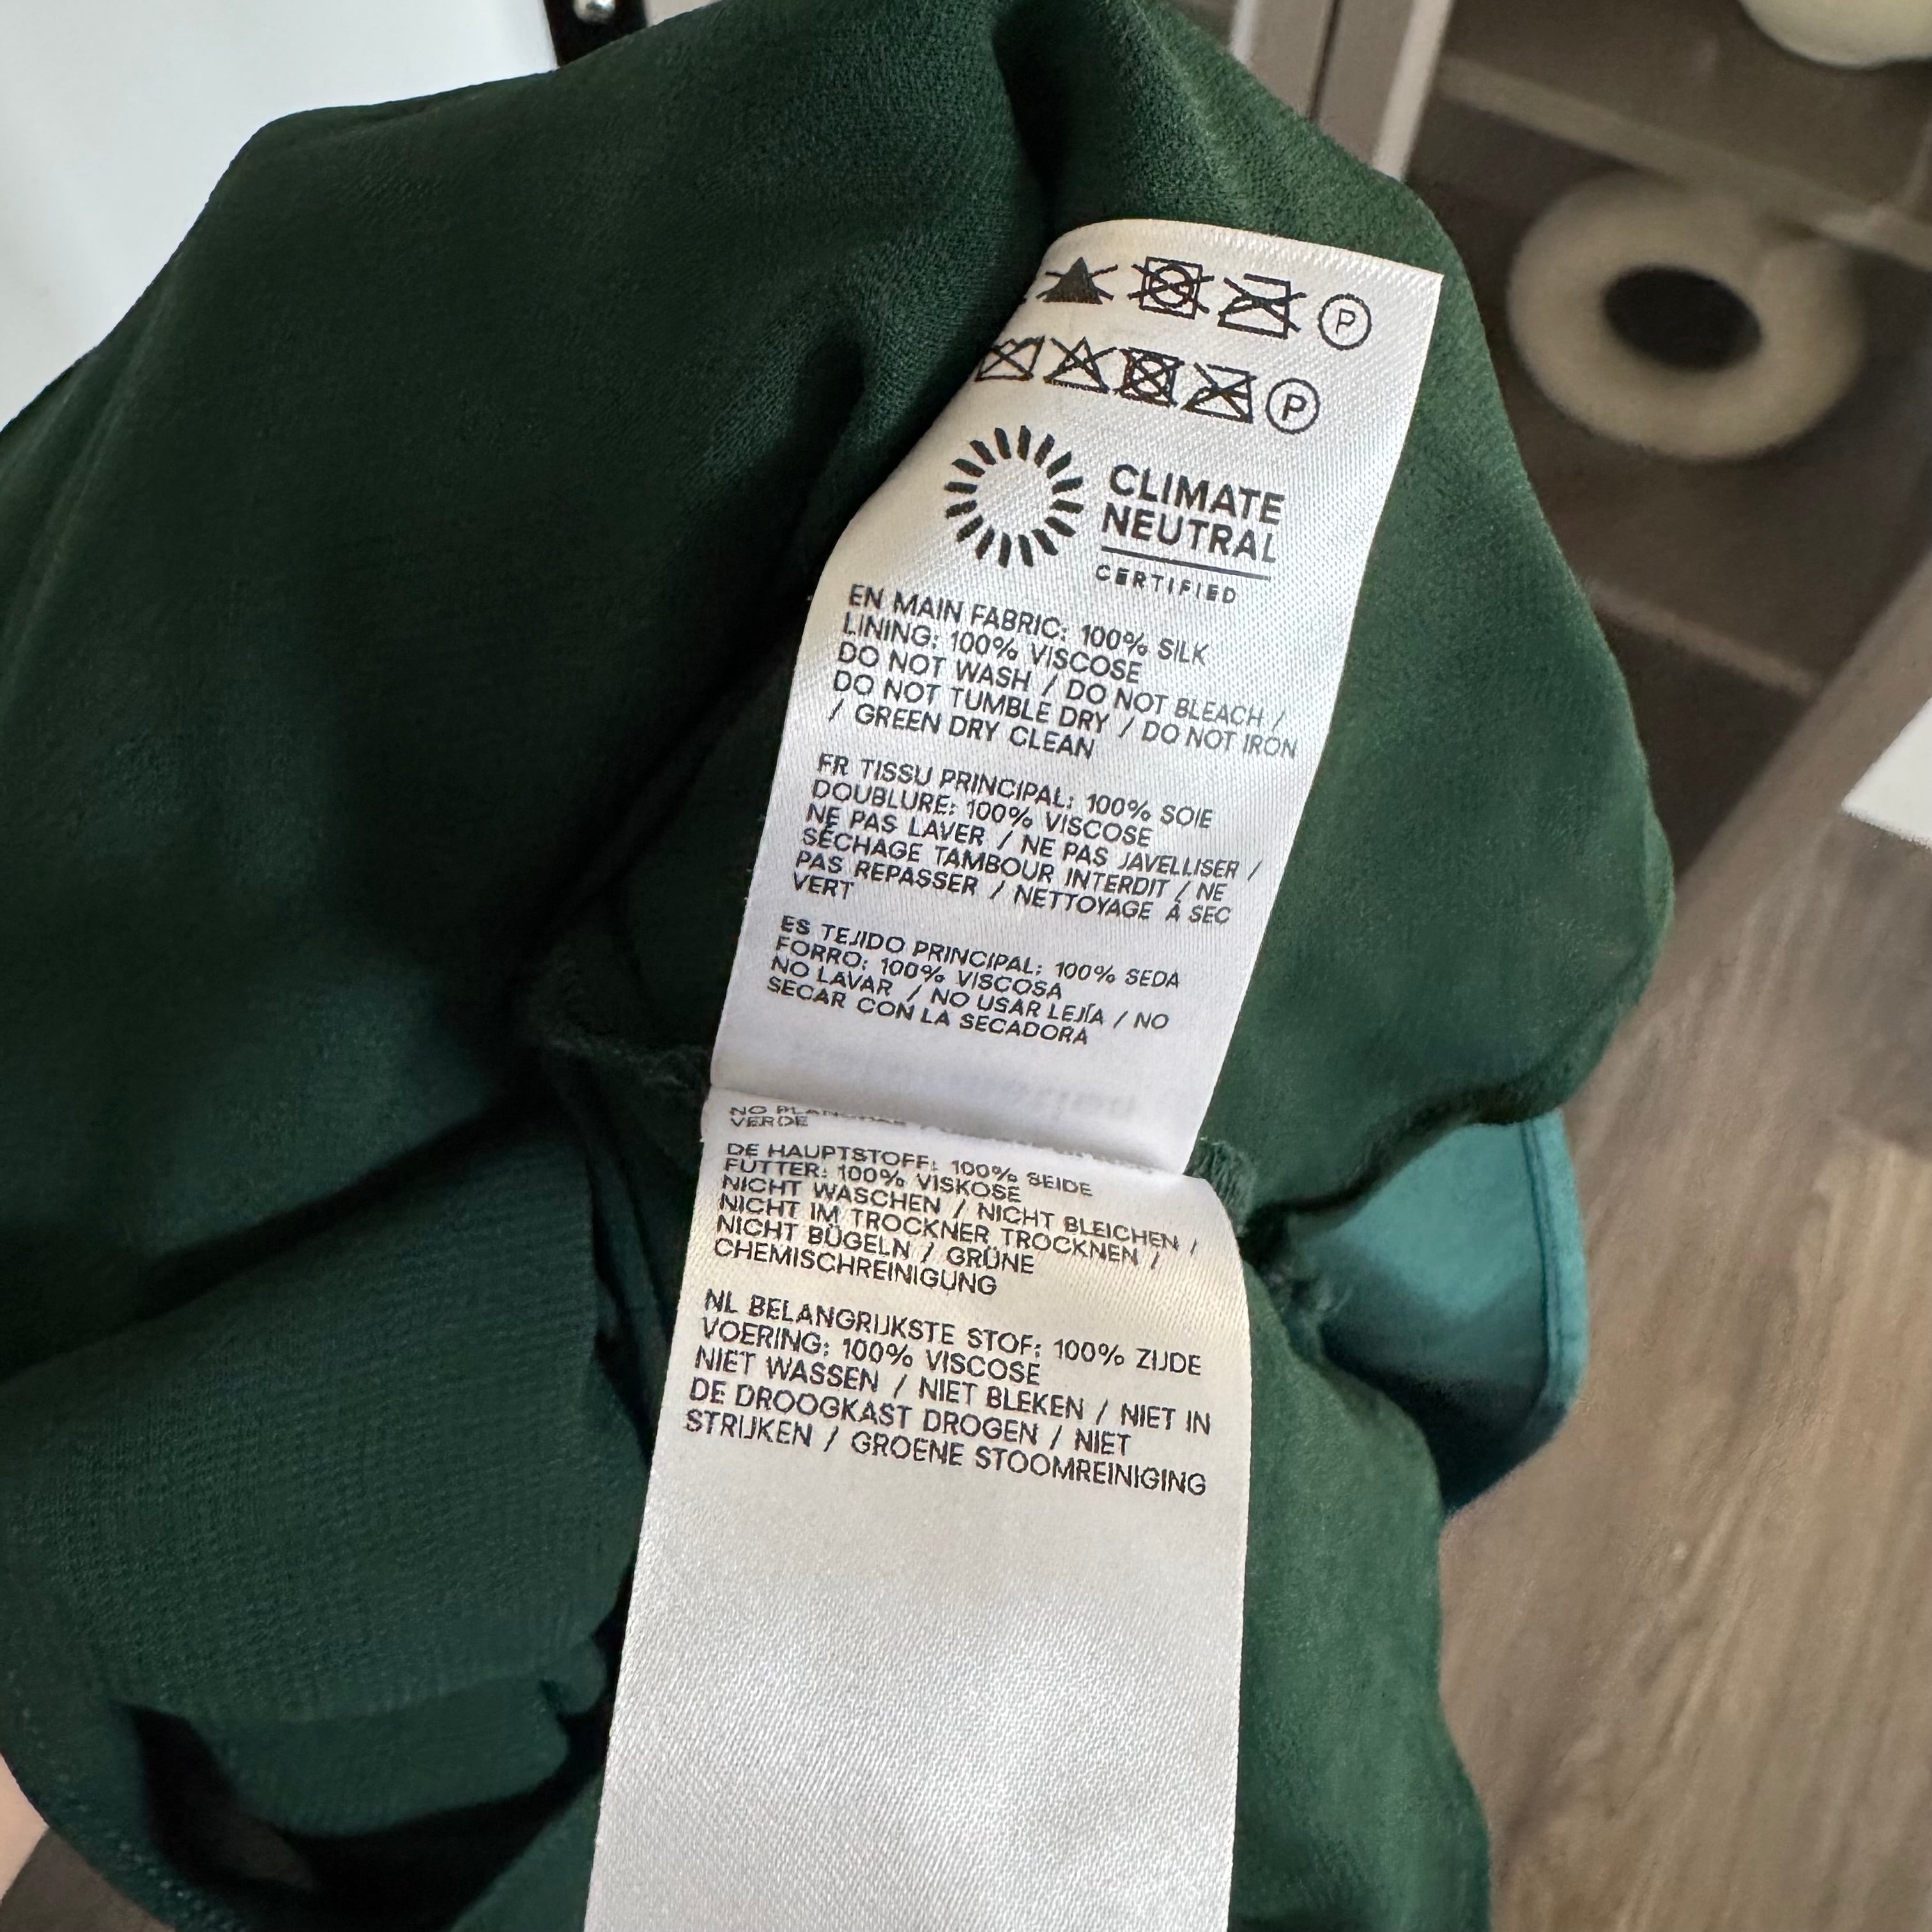 P
P
CLIMATE
NEUTRAL
CERTIFIED
EN MAIN FABRIC: 100% SILK
LINING: 100% VISCOSE
DO NOT WASH / DO NOT BLEACH /
DO NOT TUMBLE DRY / DO NOT IRON
/ GREEN DRY CLEAN
FR TISSU PRINCIPAL: 100% SOIE
DOUBLURE: 100% VISCOSE
NE PAS LAVER / NE PAS JAVELLISER /
SÉCHAGE TAMBOUR INTERDIT / NE
PAS REPASSER / NETTOYAGE À SEC
VERT
ES TEJIDO PRINCIPAL: 100% SEDA
FORRO: 100% VISCOSA
NO LAVAR / NO USAR LEJÍA / NO
SECAR CON LA SECADORA
NO
VERDE
DE HAUPTSTOFF: 100% SEIDE
FUTTER: 100% VISKOSE
NICHT WASCHEN / NICHT BLEICHEN /
NICHT IM TROCKNER TROCKNEN /
NICHT BÜGELN / GRÜNE
CHEMISCHREINIGUNG
NL BELANGRIJKSTE STOF: 100% ZIJDE
VOERING: 100% VISCOSE
NIET WASSEN / NIET BLEKEN / NIET IN
DE DROOGKAST DROGEN / NIET
STRIJKEN / GROENE STOOMREINIGING